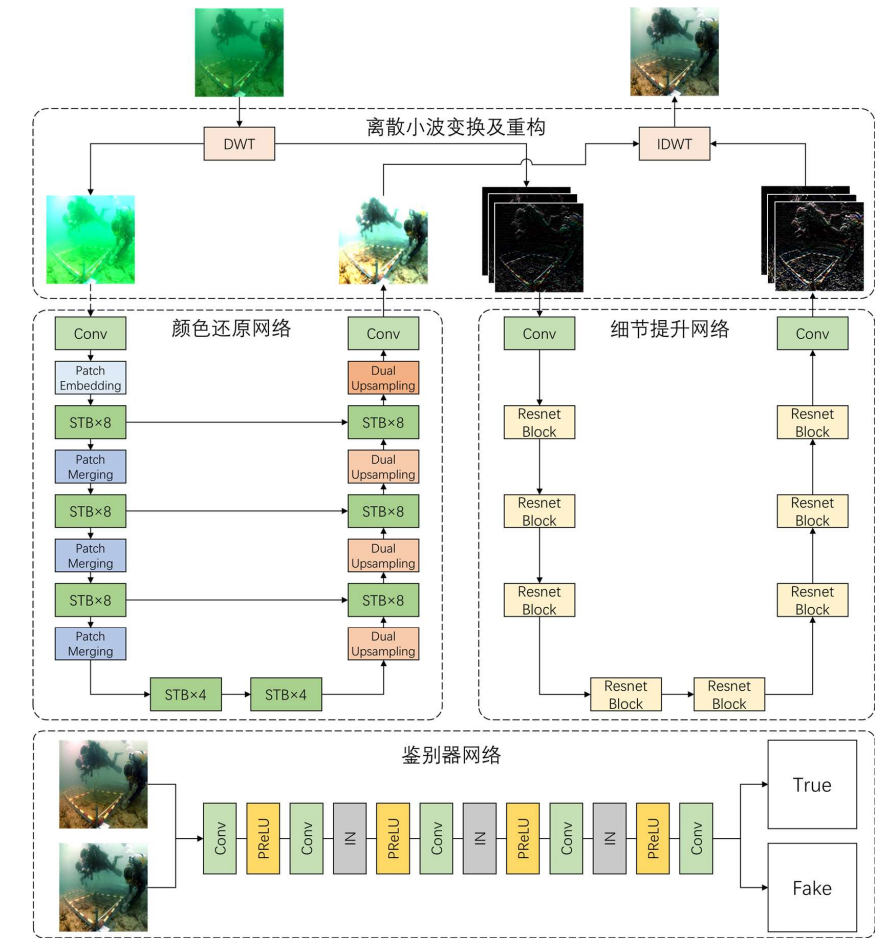 离散小波变换及重构
DWT
IDWT
颜色还原网络
Conv
Patch
Embedding
STB×8
Patch
Merging
STB×8
Patch
Merging
STB×8
Patch
Merging
STB×4
STB×4
Dual
Upsampling
STB×8
Dual
Upsampling
STB×8
Dual
Upsampling
STB×8
Dual
Upsampling
Conv
细节提升网络
Conv
Resnet
Block
Resnet
Block
Resnet
Block
Resnet
Block
Resnet
Block
Resnet
Block
Resnet
Block
Resnet
Block
Conv
鉴别器网络
Conv
PReLU
Conv
IN
PReLU
Conv
IN
PReLU
Conv
IN
PReLU
Conv
True
Fake